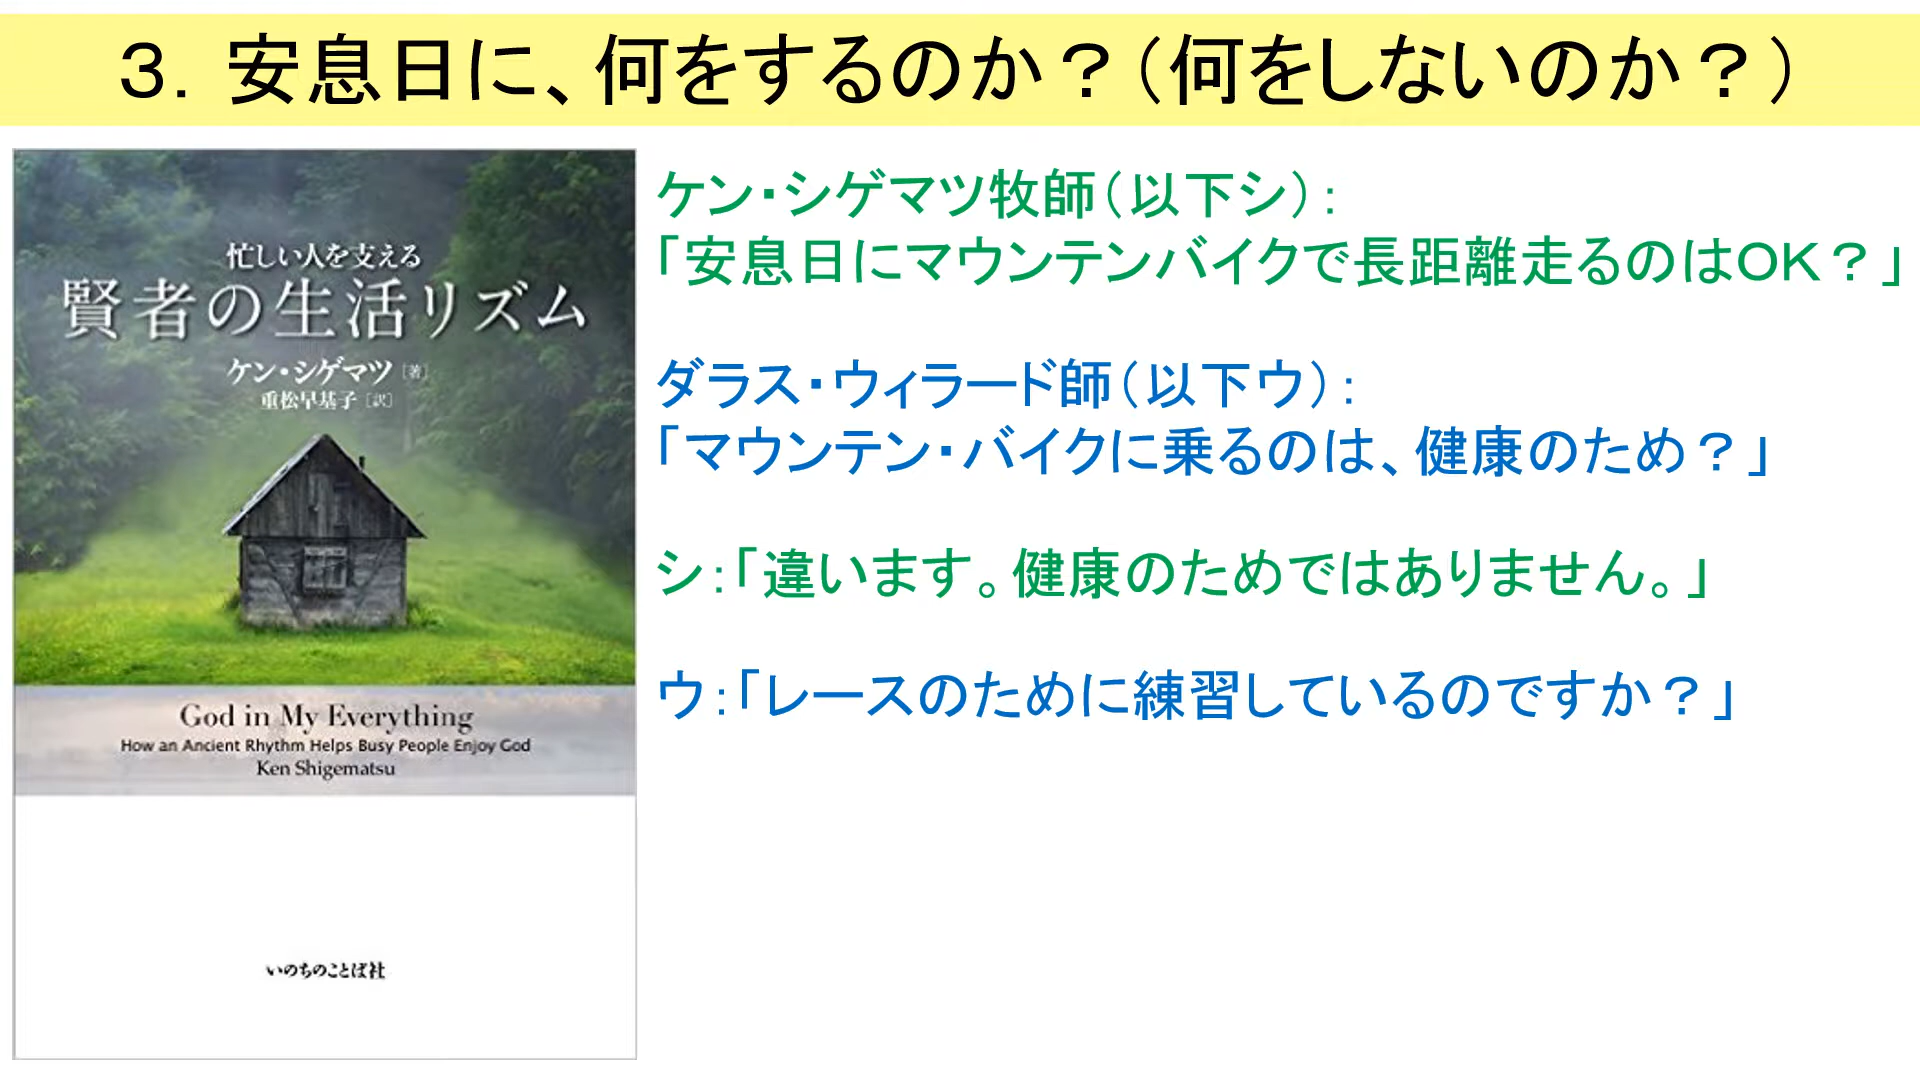 ３．安息日に、何をするのか？（何をしないのか？）
忙しい人を支える
賢者の生活リズム
ケン・シゲマツ［著］
重松早基子［訳］
God in My Everything
How an Ancient Rhythm Helps Busy People Enjoy God
Ken Shigematsu
いのちのことば社
ケン・シゲマツ牧師（以下シ）：
「安息日にマウンテンバイクで長距離走るのはOK？」
ダラス・ウィラード師（以下ウ）：
「マウンテン・バイクに乗るのは、健康のため？」
シ：「違います。健康のためではありません。」
ウ：「レースのために練習しているのですか？」